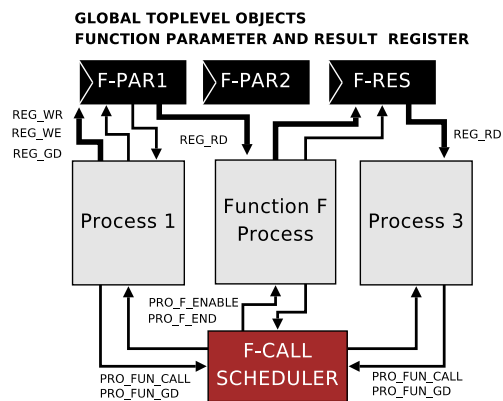 GLOBAL TOPLEVEL OBJECTS
FUNCTION PARAMETER AND RESULT REGISTER
F-PAR1
F-PAR2
F-RES
REG_WR
REG_WE
REG_GD
REG_RD
REG_RD
Process 1
Function F
Process
Process 3
PRO_F_ENABLE
PRO_F_END
F-CALL
SCHEDULER
PRO_FUN_CALL
PRO_FUN_GD
PRO_FUN_CALL
PRO_FUN_GD